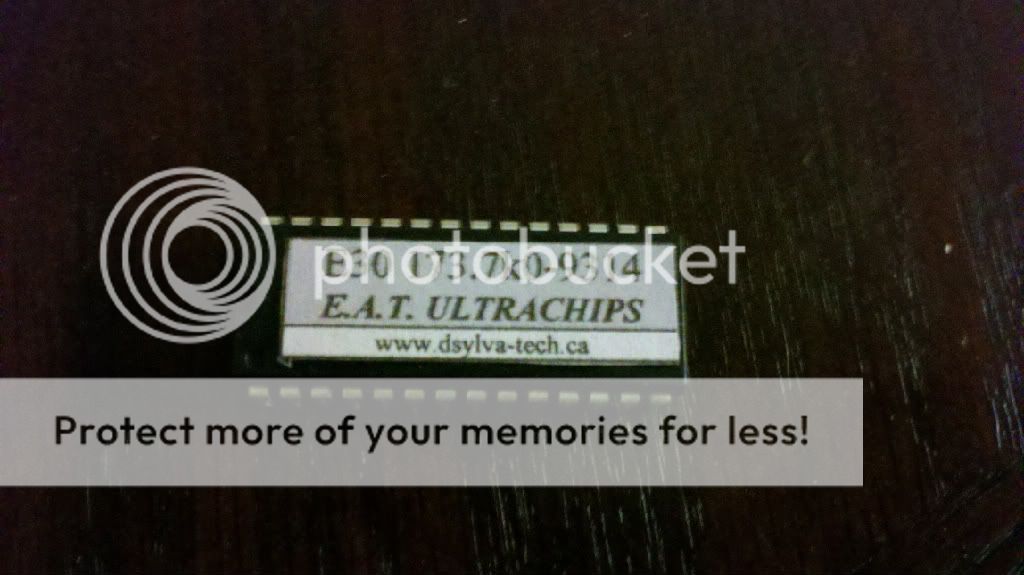 photobucket
E.A.T. ULTRACHIPS
www.dsylva-tech.ca
Protect more of your memories for less!